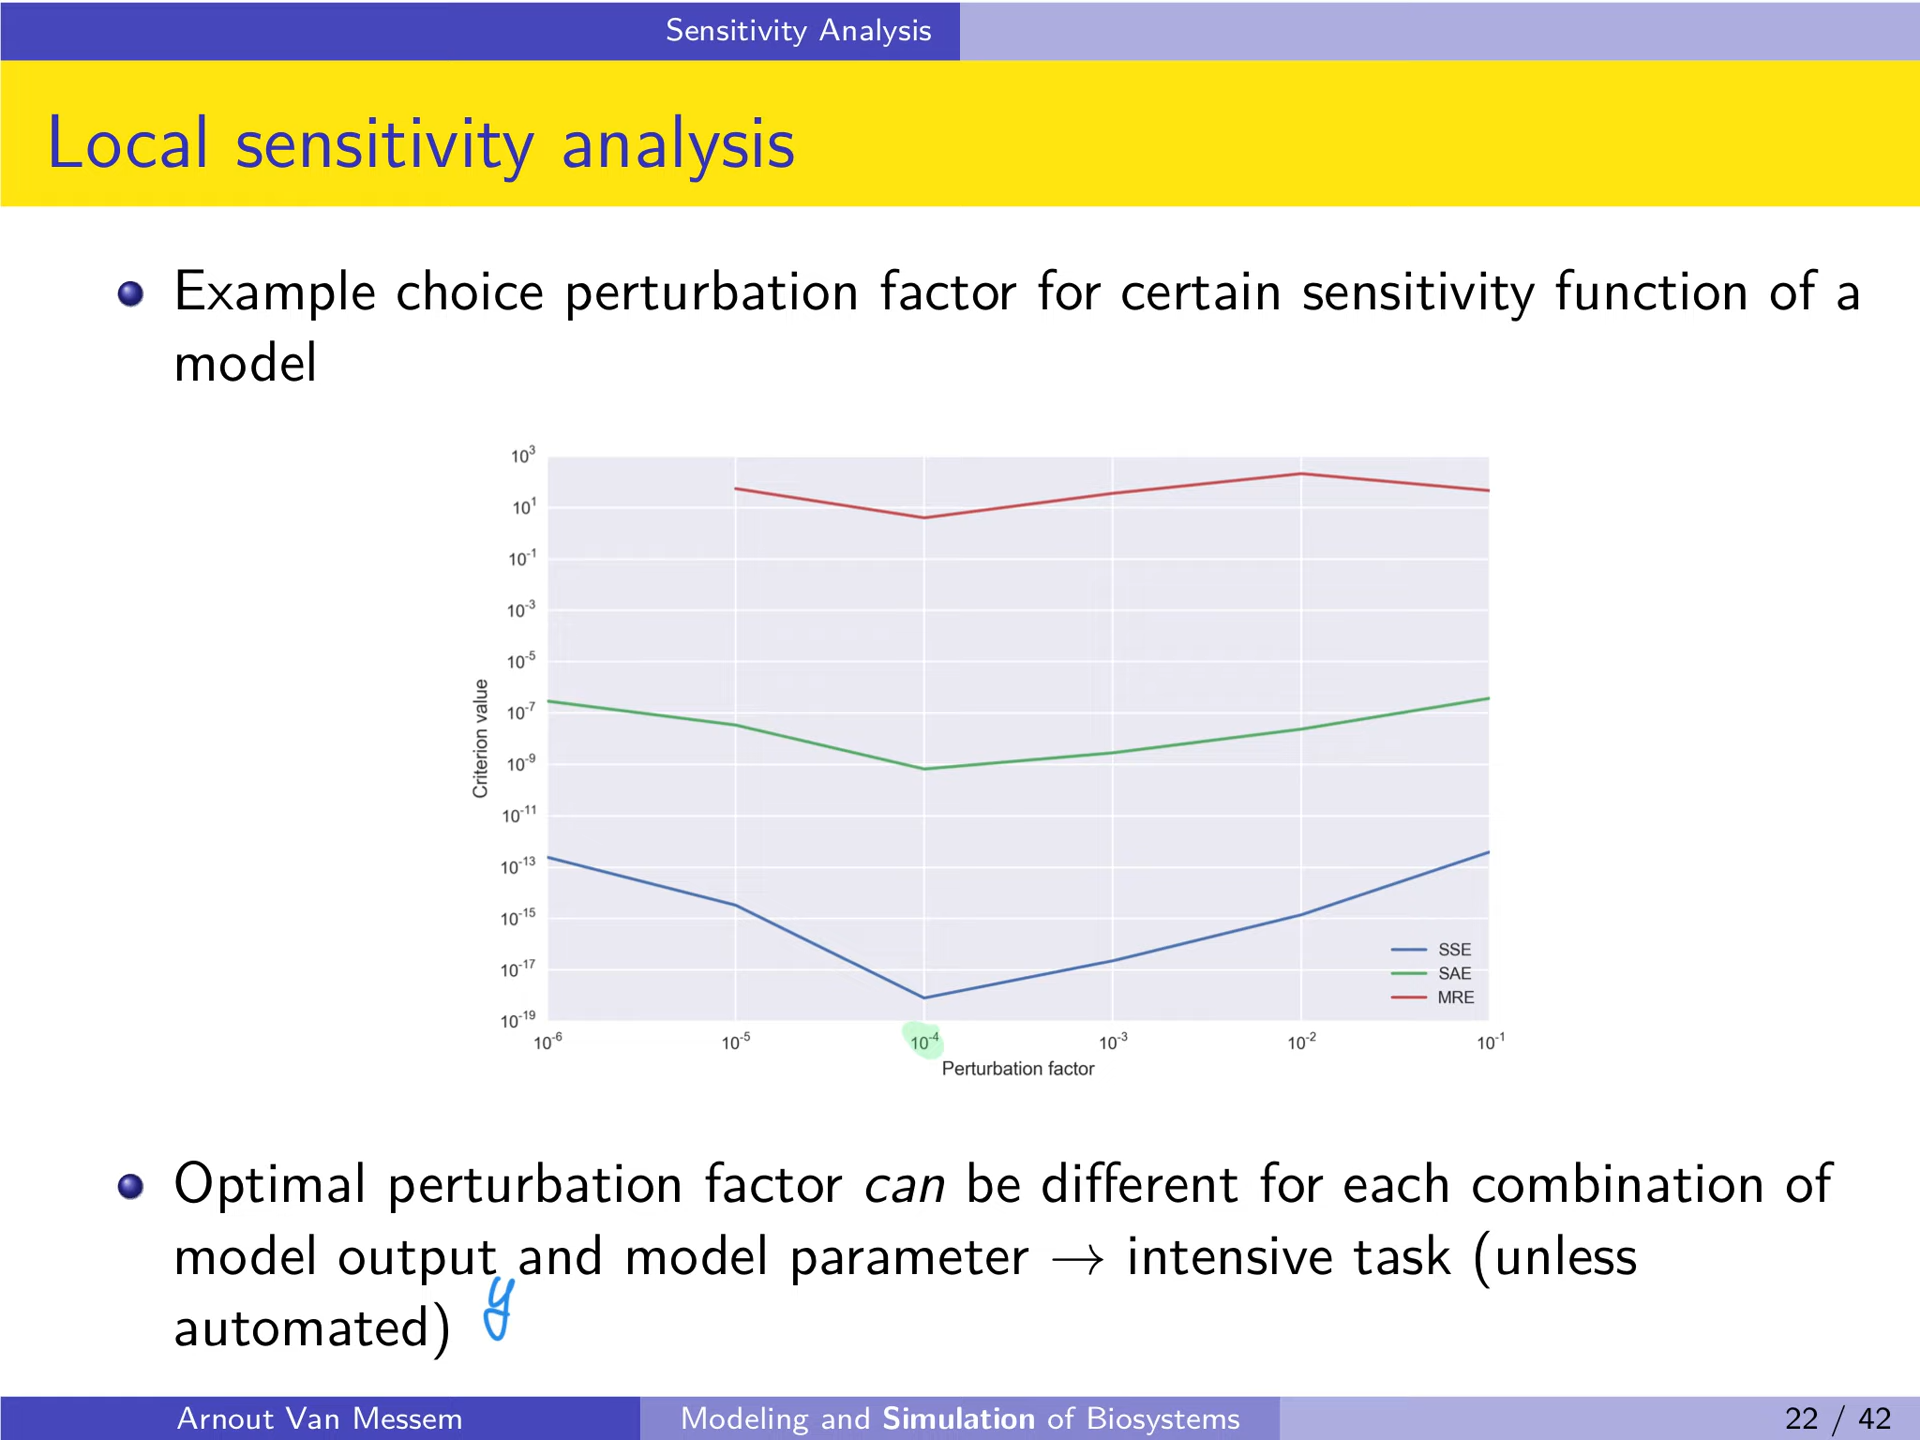 Sensitivity Analysis
Local sensitivity analysis
Example choice perturbation factor for certain sensitivity function of a
model
10³
10¹
10⁻¹
10⁻³
10⁻⁵
10⁻⁷
10⁻⁹
10⁻¹¹
10⁻¹³
10⁻¹⁵
10⁻¹⁷
10⁻¹⁹
Criterion value
SSE
SAE
MRE
10⁻⁶ 10⁻⁵ 10⁻⁴ 10⁻³ 10⁻² 10⁻¹
Perturbation factor
Optimal perturbation factor can be different for each combination of
model output and model parameter → intensive task (unless
automated) y
Arnout Van Messem Modeling and Simulation of Biosystems 22 / 42